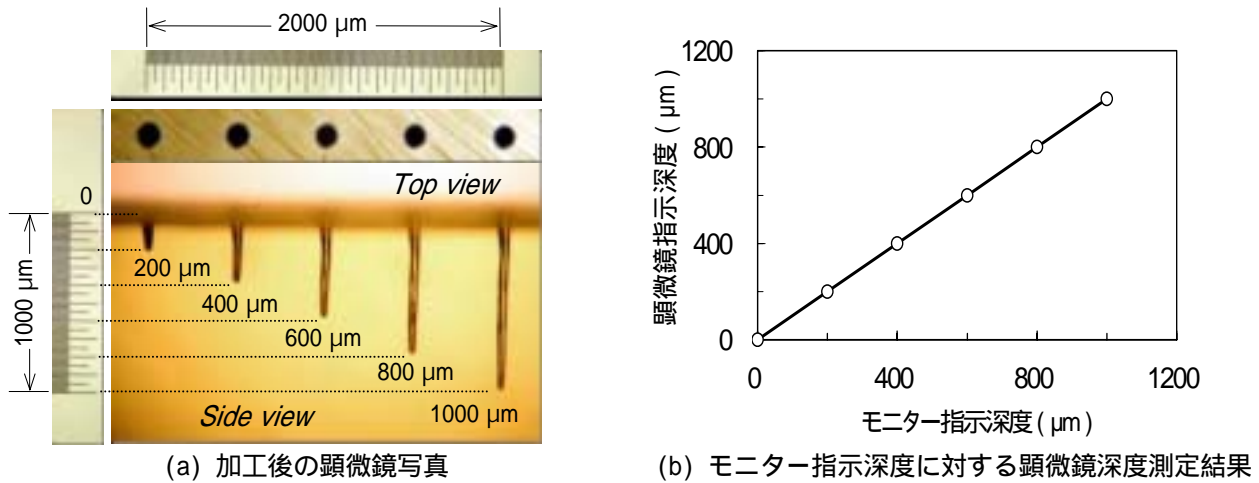 2000 µm
Top view
0
200 µm
400 µm
600 µm
800 µm
1000 µm
1000 µm
Side view
(a) 加工後の顕微鏡写真
1200
800
400
0
顕微鏡指示深度 ( µm)
0 400 800 1200
モニター指示深度 ( µm)
(b) モニター指示深度に対する顕微鏡深度測定結果